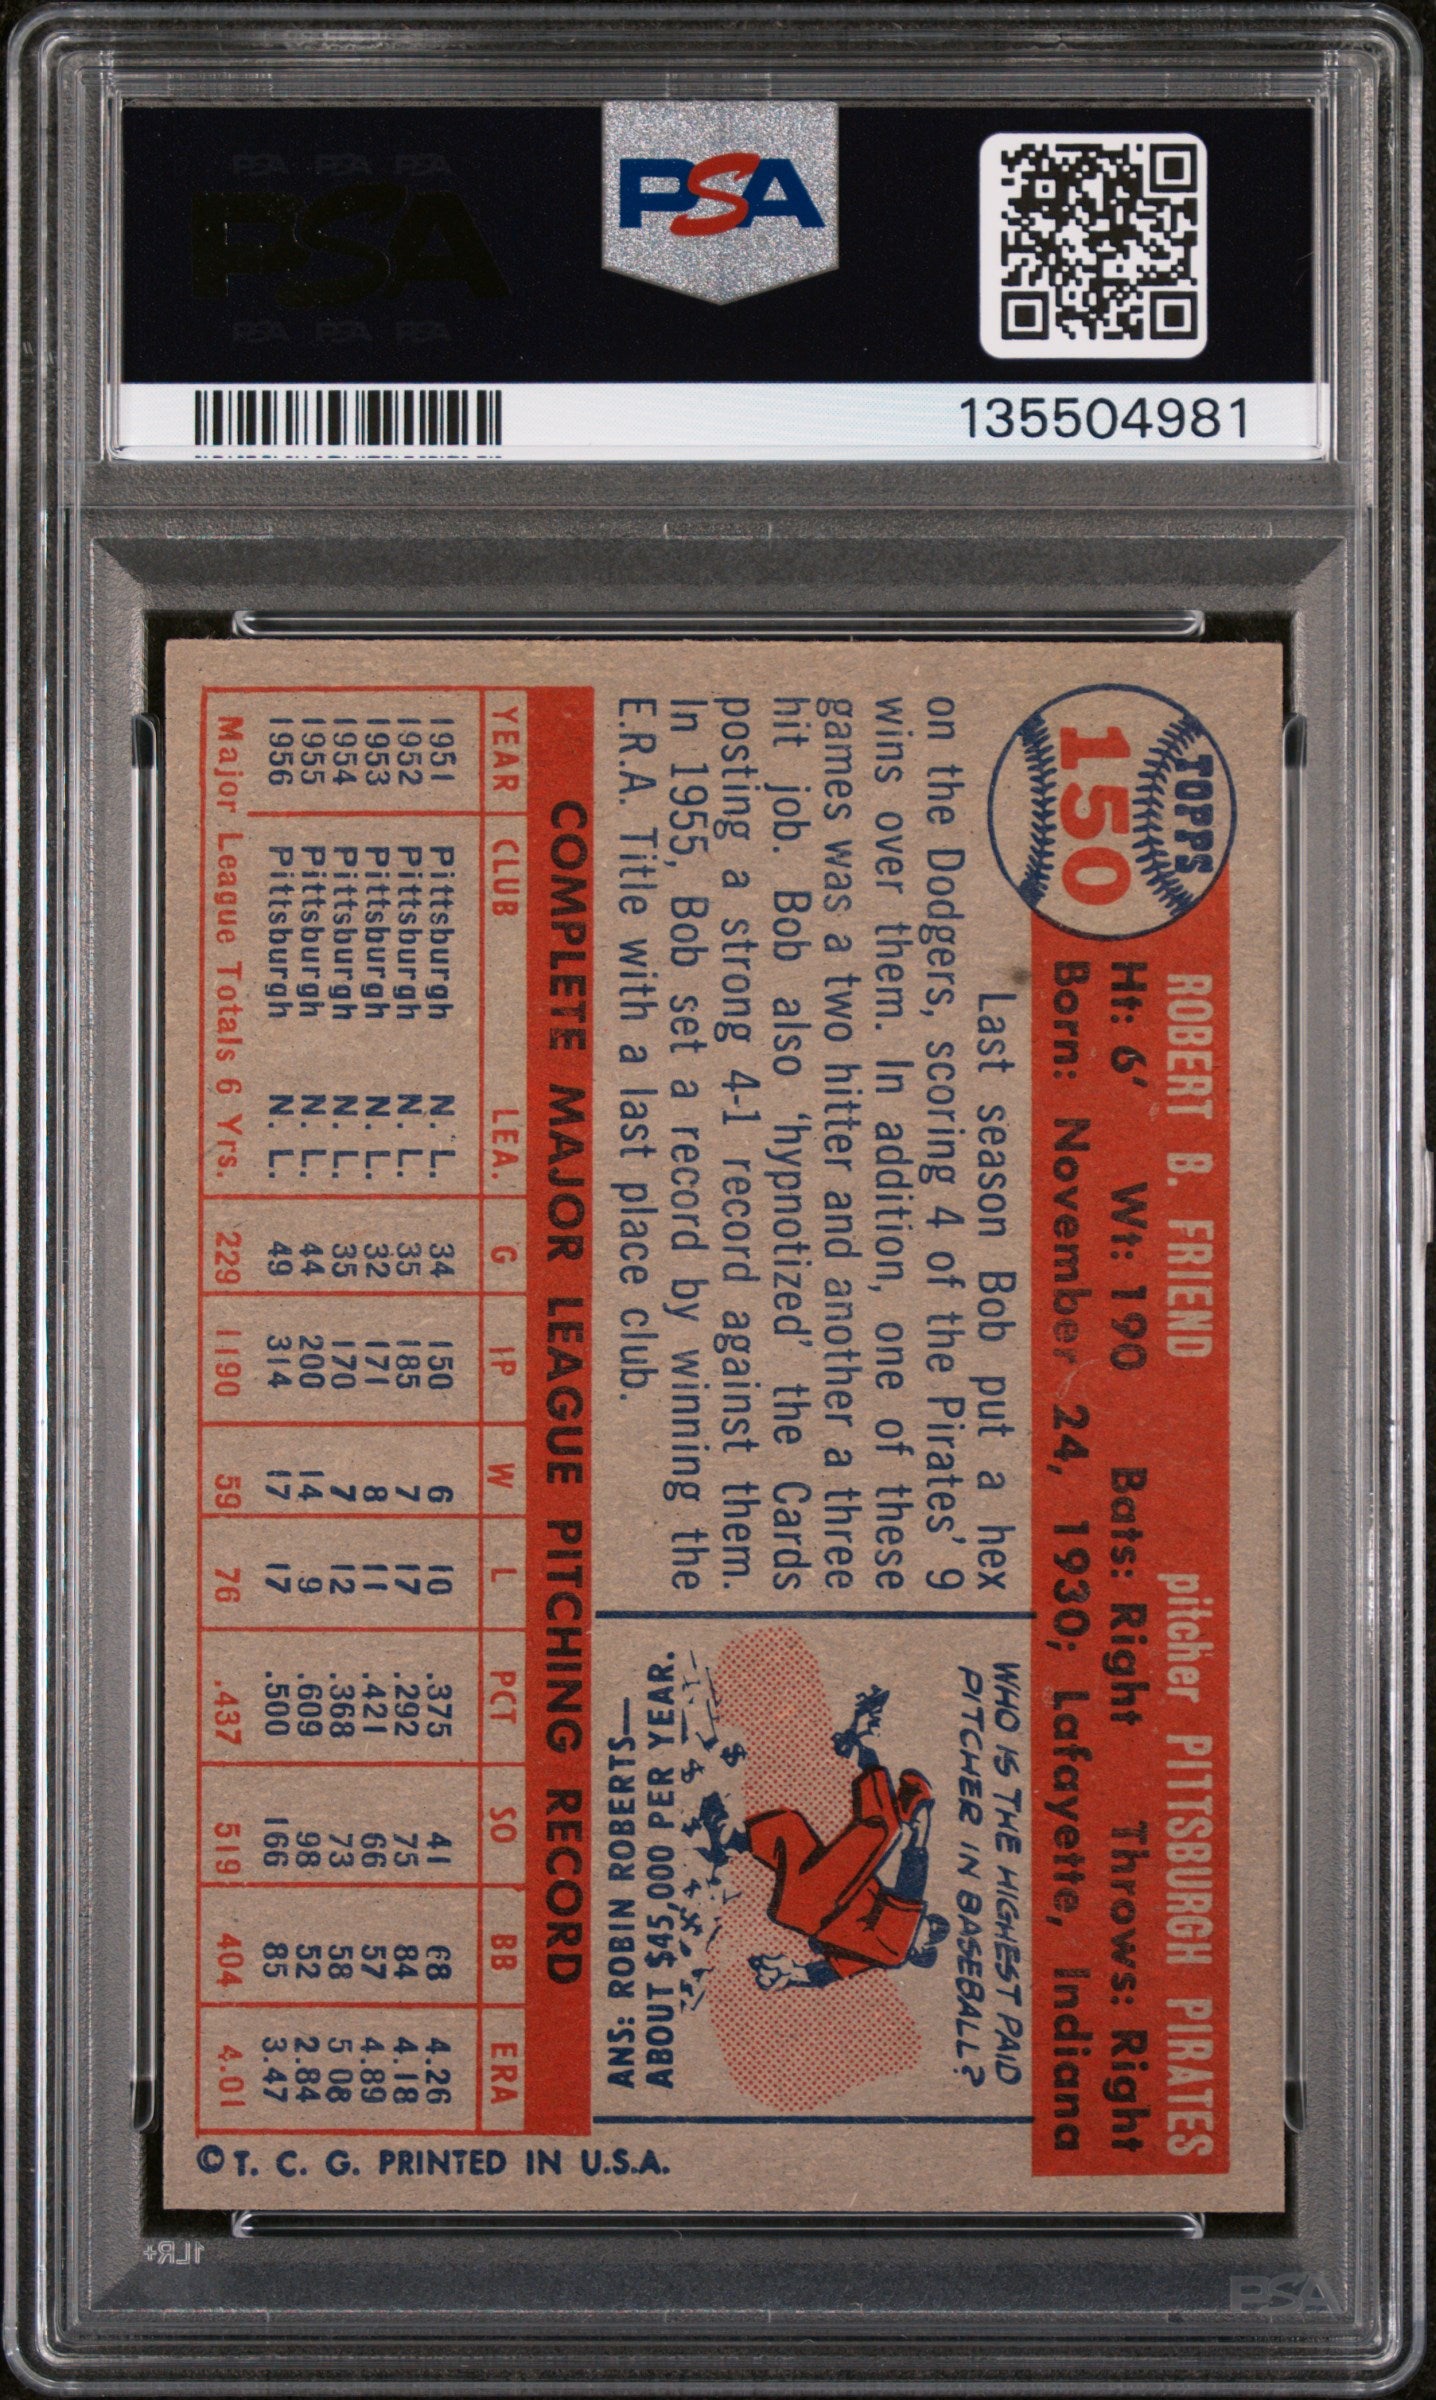 PSA PSA PSA
PSA
PSA PSA PSA
PSA
135504981
TOPPS
150
ROBERT B. FRIEND pitcher PITTSBURGH PIRATES
Ht: 6' Wt: 190 Bats: Right Throws: Right
Born: November 24, 1930; Lafayette, Indiana
Last season Bob put a hex
on the Dodgers, scoring 4 of the Pirates' 9
wins over them. In addition, one of these
games was a two hitter and another a three
hit job. Bob also 'hypnotized' the Cards
posting a strong 4-1 record against them.
In 1955, Bob set a record by winning the
E.R.A. Title with a last place club.
WHO IS THE HIGHEST PAID
PITCHER IN BASEBALL?
$ $ $
ANS: ROBIN ROBERTS—
ABOUT $45,000 PER YEAR.
COMPLETE MAJOR LEAGUE PITCHING RECORD
YEAR CLUB LEA. G IP W L PCT SO BB ERA
1951 Pittsburgh N. L. 34 150 6 10 .375 41 68 4.26
1952 Pittsburgh N. L. 35 185 7 17 .292 75 84 4.18
1953 Pittsburgh N. L. 32 171 8 11 .421 66 57 4.89
1954 Pittsburgh N. L. 35 170 7 12 .368 73 58 5.08
1955 Pittsburgh N. L. 44 200 14 9 .609 98 52 2.84
1956 Pittsburgh N. L. 49 314 17 17 .500 166 85 3.47
Major League Totals 6 Yrs. 229 1190 59 76 .437 519 404 4.01
© T. C. G. PRINTED IN U.S.A.
1LR+
PSA